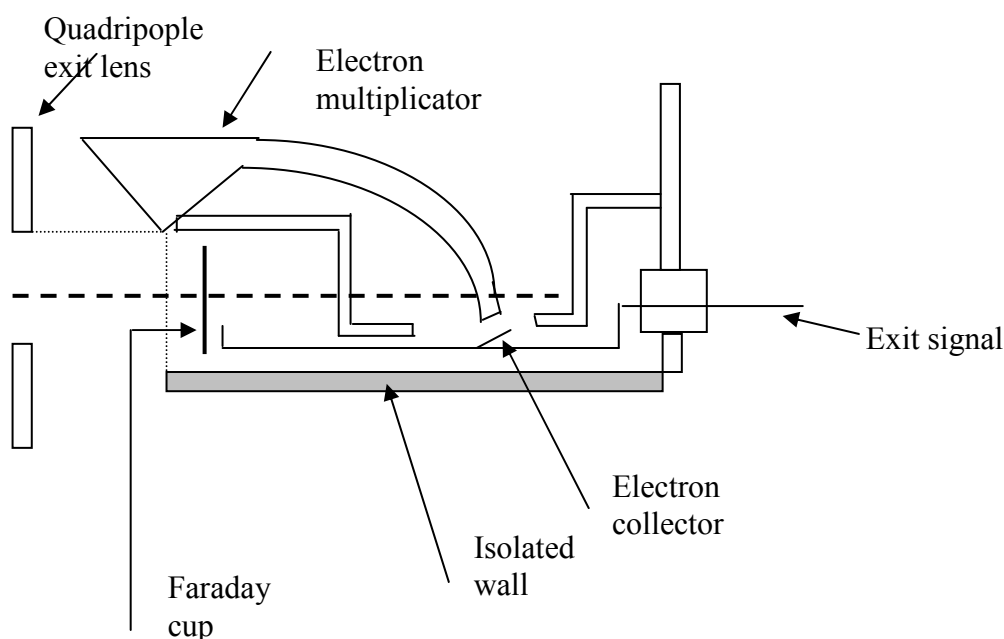 Quadripople
exit lens
Electron
multiplicator
Exit signal
Electron
collector
Isolated
wall
Faraday
cup